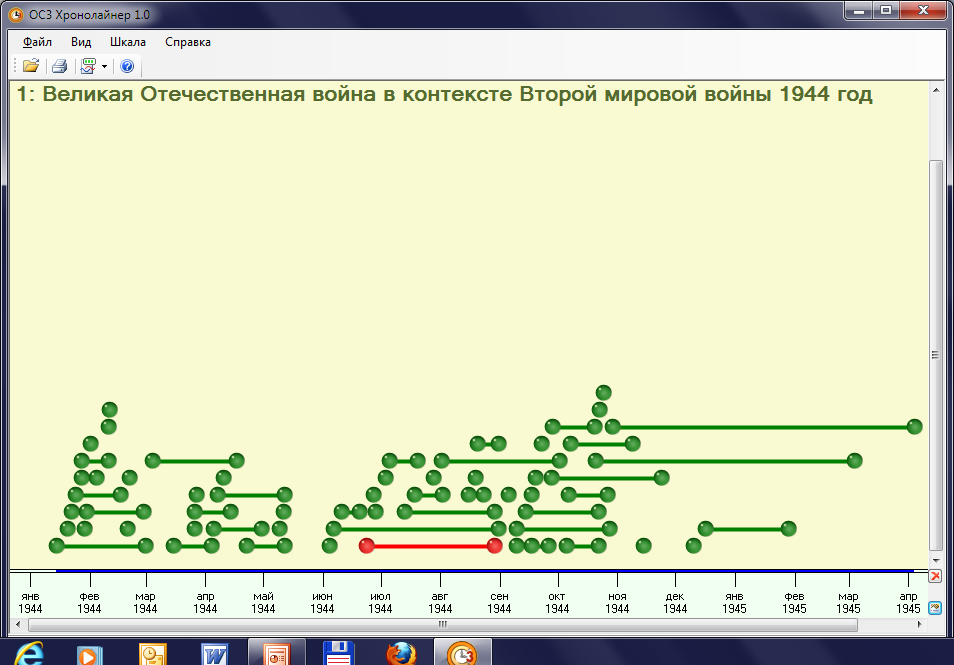 ОС3 Хронолайнер 1.0
Файл Вид Шкала Справка
1: Великая Отечественная война в контексте Второй мировой войны 1944 год
янв фев мар апр май июн июл авг сен окт ноя дек янв фев мар апр
1944 1944 1944 1944 1944 1944 1944 1944 1944 1944 1944 1944 1945 1945 1945 1945